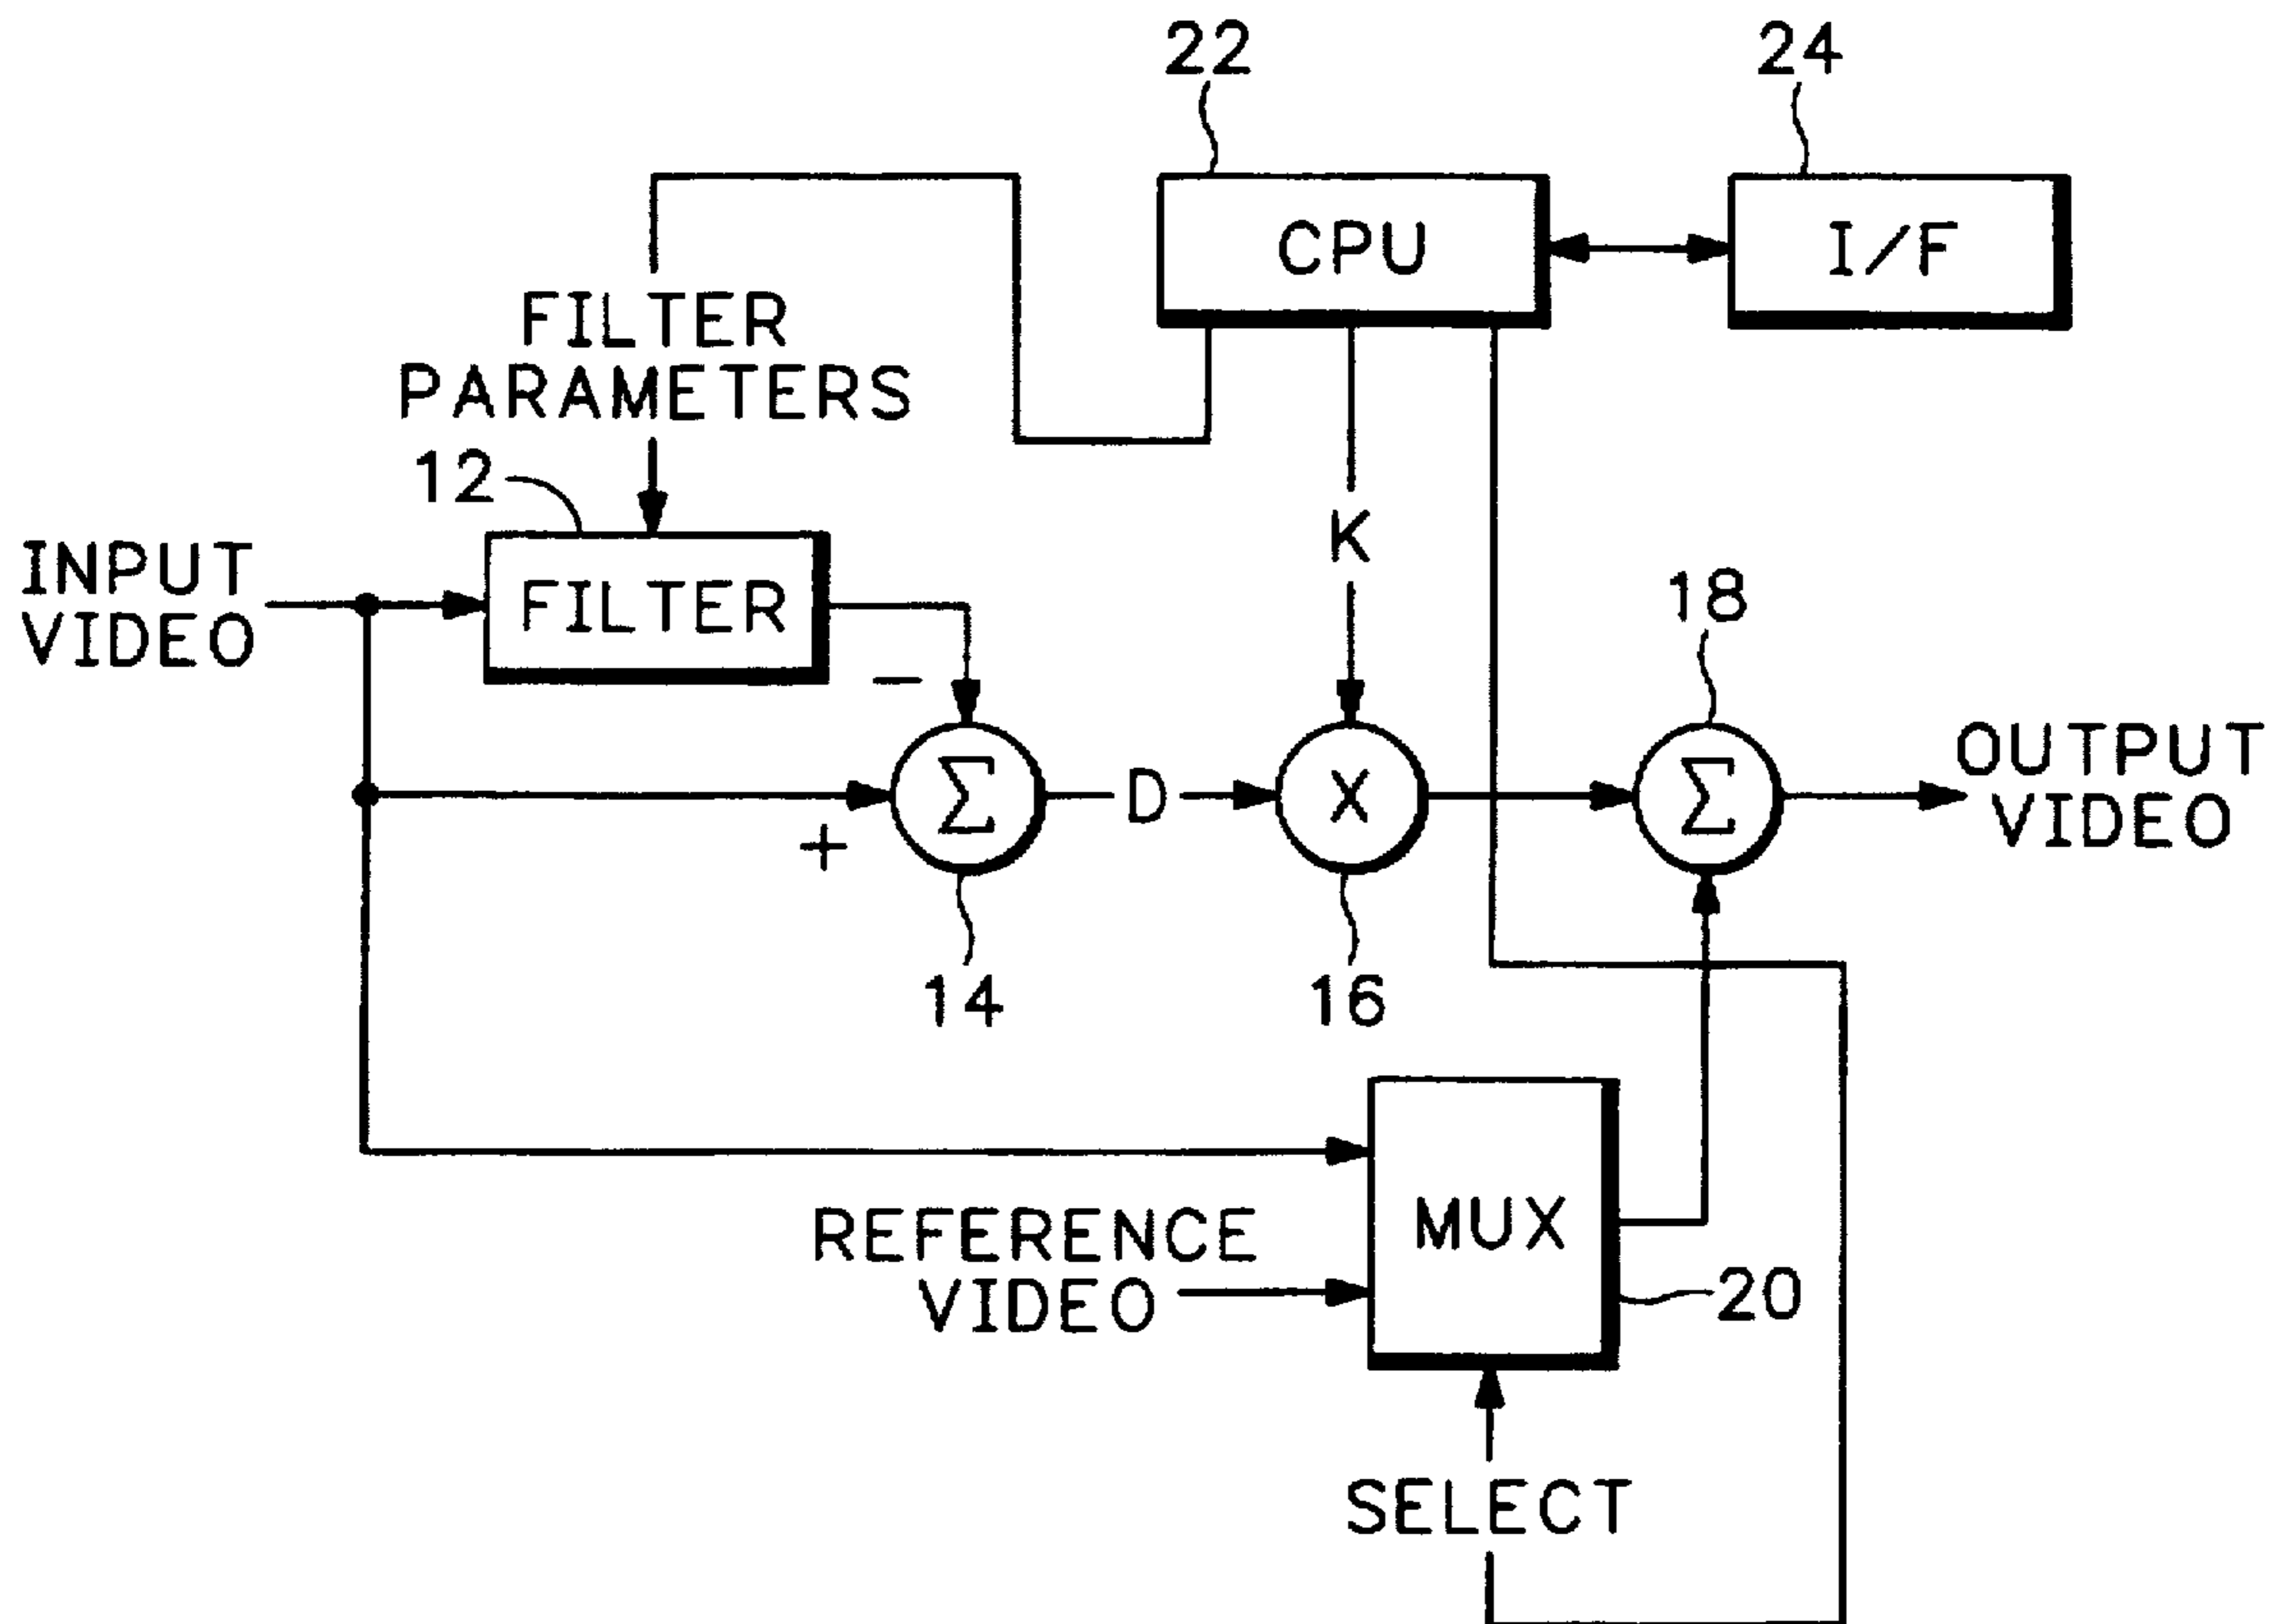 22
24
CPU
I/F
FILTER
PARAMETERS
12
K
INPUT
VIDEO
FILTER
18
−
Σ
D
X
Σ
OUTPUT
VIDEO
+
14
16
REFERENCE
VIDEO
MUX
20
SELECT